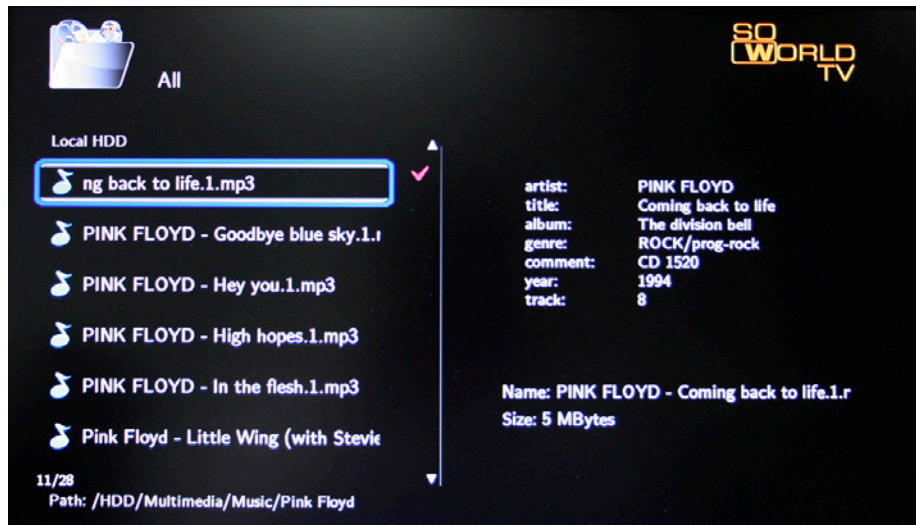 All
SO
WORLD
TV
Local HDD
ng back to life.1.mp3
PINK FLOYD - Goodbye blue sky.1.r
PINK FLOYD - Hey you.1.mp3
PINK FLOYD - High hopes.1.mp3
PINK FLOYD - In the flesh.1.mp3
Pink Floyd - Little Wing (with Stevie
11/28
Path: /HDD/Multimedia/Music/Pink Floyd
artist: PINK FLOYD
title: Coming back to life
album: The division bell
genre: ROCK/prog-rock
comment: CD 1520
year: 1994
track: 8
Name: PINK FLOYD - Coming back to life.1.r
Size: 5 MBytes